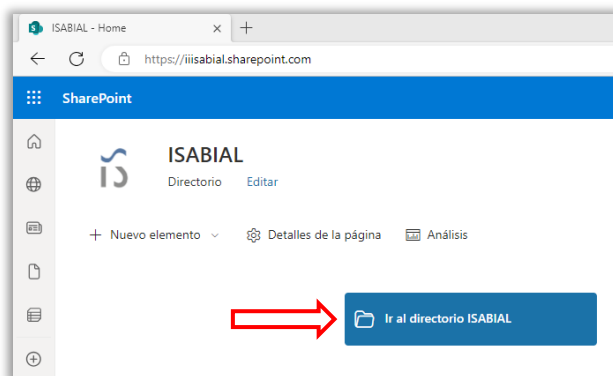 ISABIAL - Home
https://iiisabial.sharepoint.com
SharePoint
ISABIAL
Directorio Editar
Nuevo elemento Detalles de la página Análisis
Ir al directorio ISABIAL